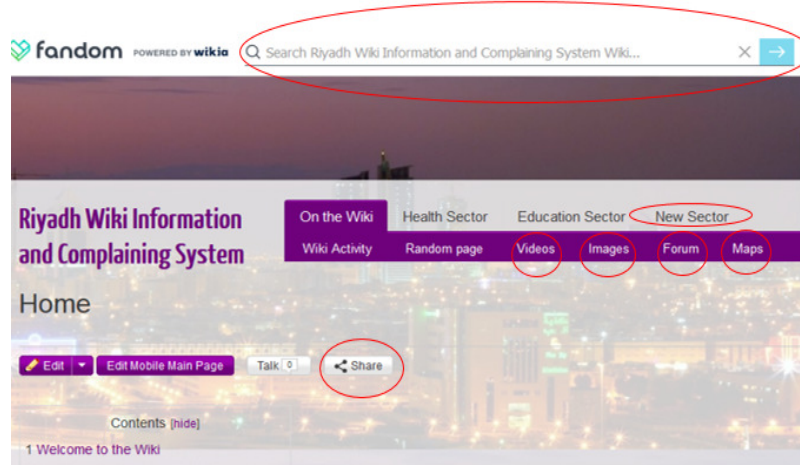 fandom POWERED BY wikia Search Riyadh Wiki Information and Complaining System Wiki...
Riyadh Wiki Information
and Complaining System
On the Wiki Health Sector Education Sector New Sector
Wiki Activity Random page Videos Images Forum Maps
Home
Edit Edit Mobile Main Page Talk 0 Share
Contents [hide]
1 Welcome to the Wiki